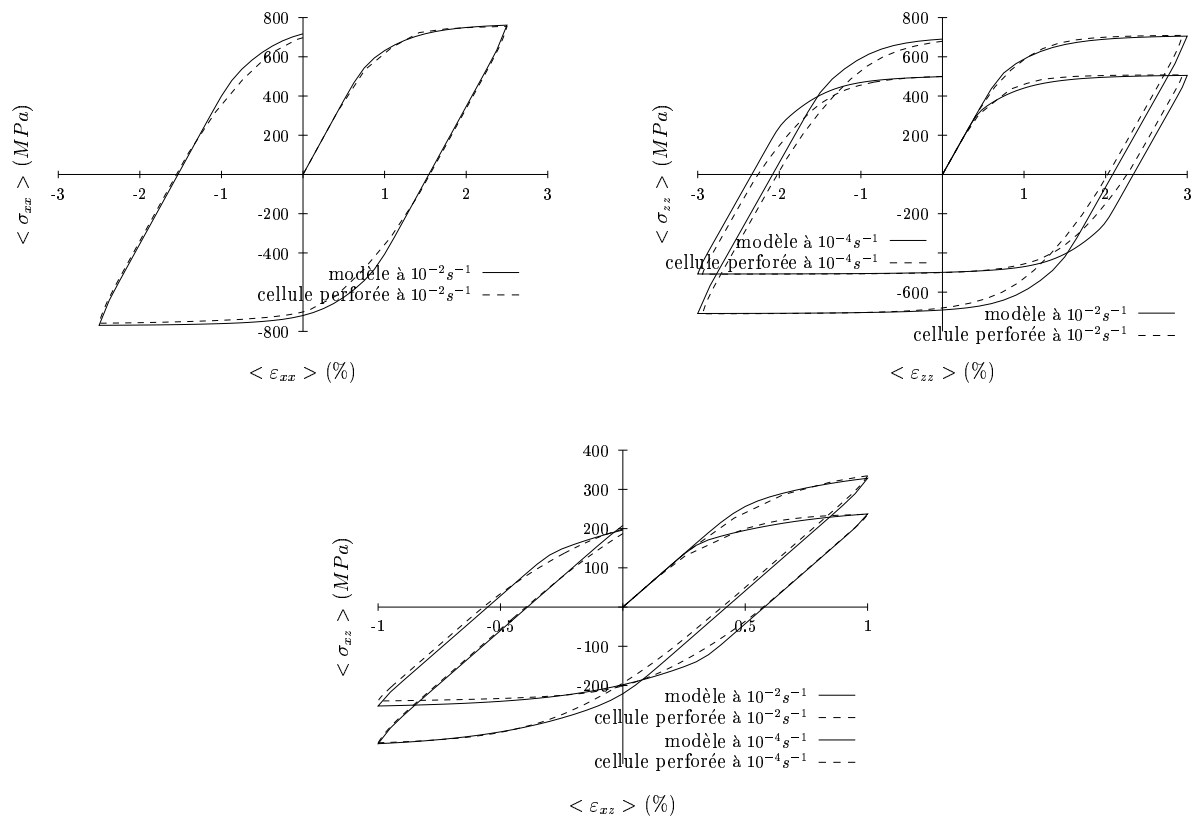 800
600
400
200
-200
-400
-600
-800
-3
-2
-1
1
2
3
< σxx > (MPa)
modèle à 10−2s−1
cellule perforée à 10−2s−1
< εxx > (%)
800
600
400
200
-200
-400
-600
-3
-2
-1
1
2
3
< σzz > (MPa)
modèle à 10−4s−1
cellule perforée à 10−4s−1
modèle à 10−2s−1
cellule perforée à 10−2s−1
< εzz > (%)
400
300
200
100
-100
-200
-1
-0.5
0.5
1
< σxz > (MPa)
modèle à 10−2s−1
cellule perforée à 10−2s−1
modèle à 10−4s−1
cellule perforée à 10−4s−1
< εxz > (%)